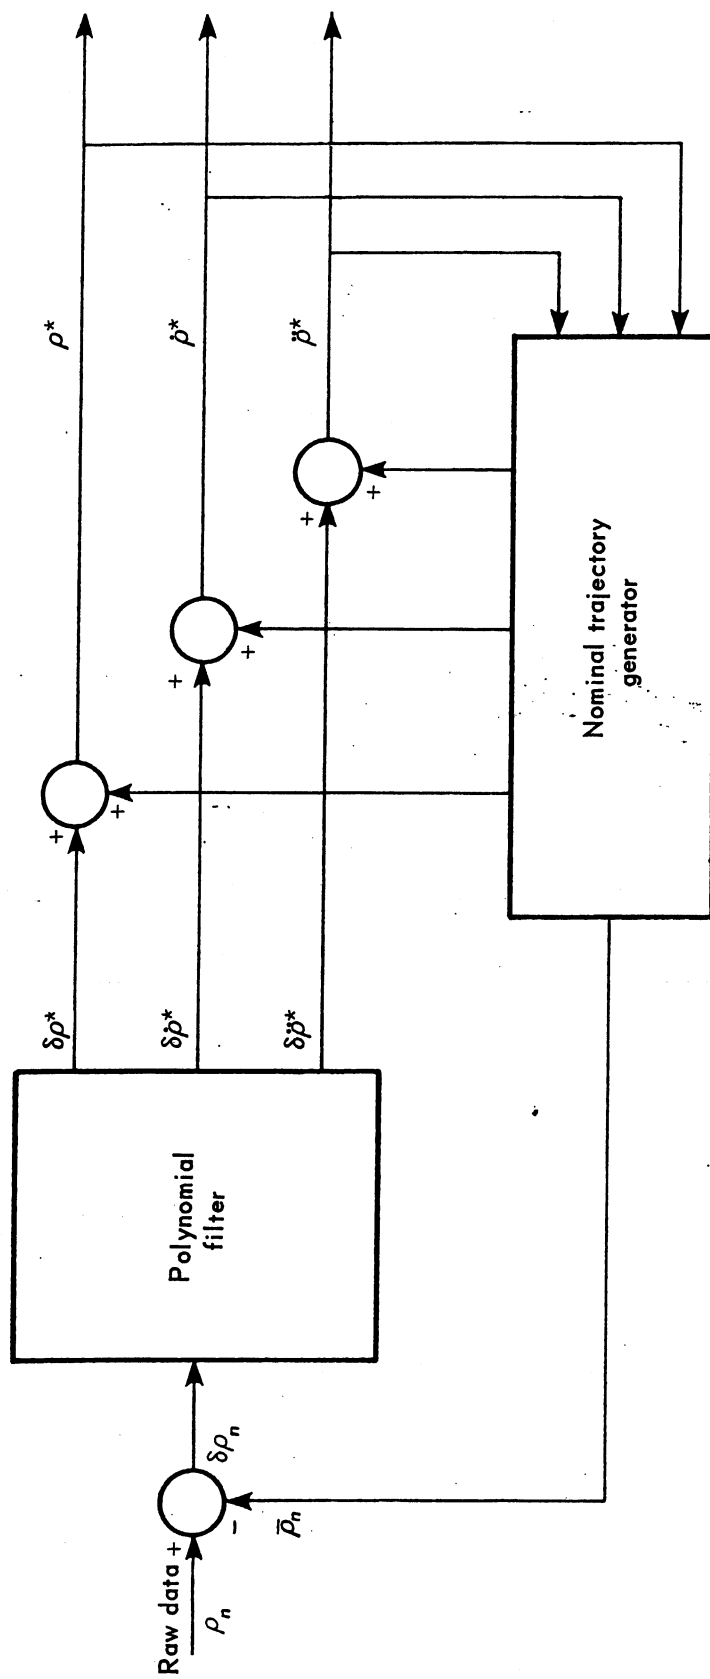 Raw data +
ρₙ
−
ρ̄ₙ
δρₙ
Polynomial
filter
δρ*
δρ̇*
δρ̈*
+
+
+
+
+
+
ρ*
ρ̇*
ρ̈*
Nominal trajectory
generator